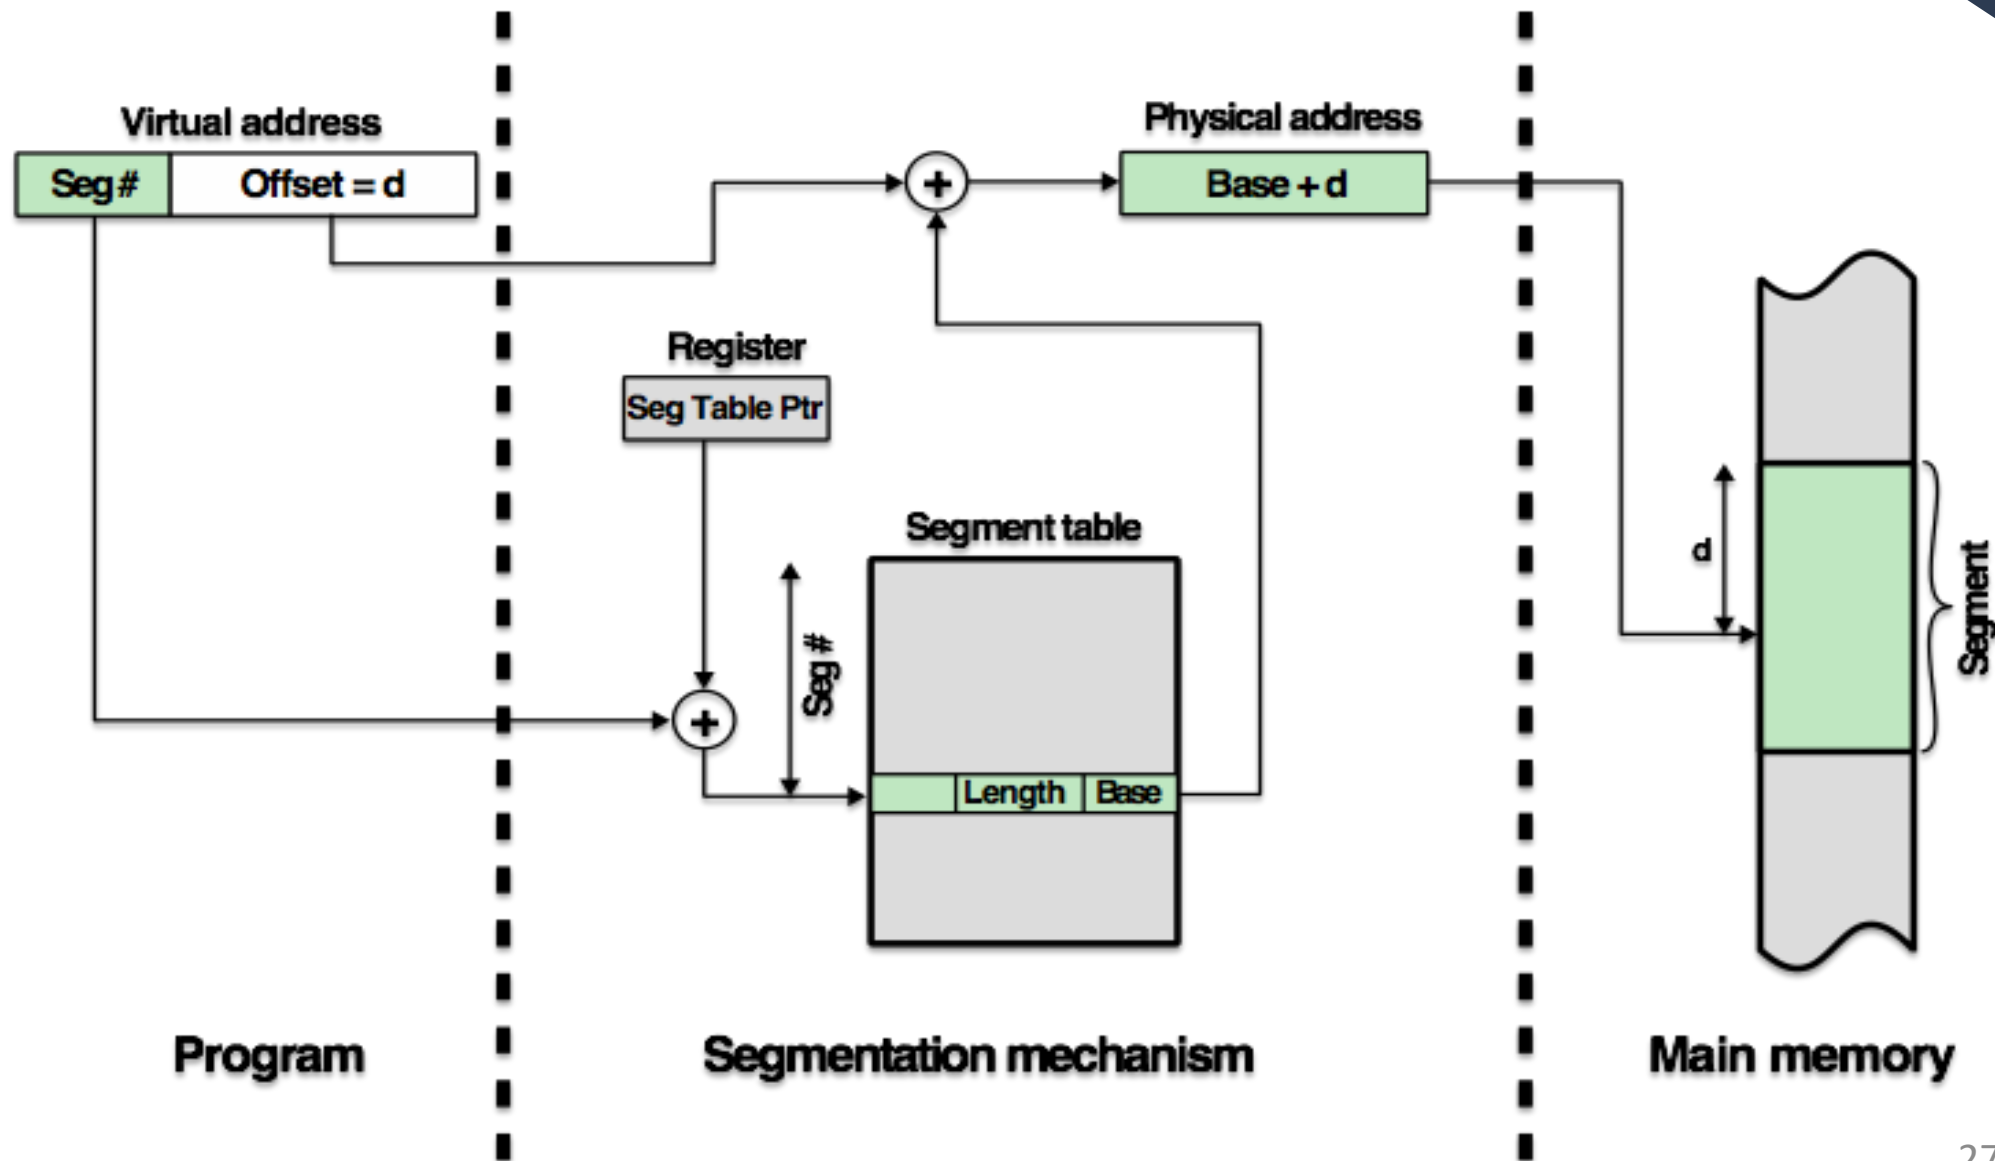 Virtual address
Seg # Offset = d
Physical address
Base + d
Register
Seg Table Ptr
Segment table
Seg #
Length Base
d
Segment
Program
Segmentation mechanism
Main memory
27